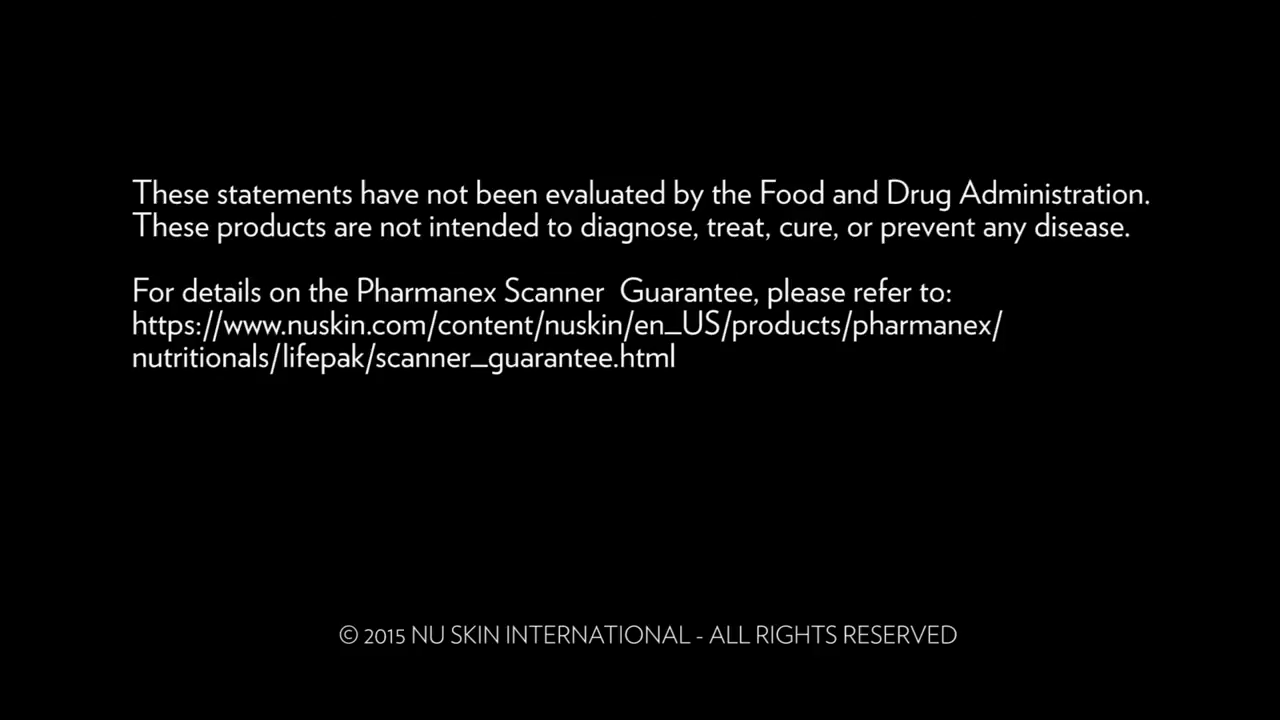 These statements have not been evaluated by the Food and Drug Administration.
These products are not intended to diagnose, treat, cure, or prevent any disease.
For details on the Pharmanex Scanner  Guarantee, please refer to:
https://www.nuskin.com/content/nuskin/en_US/products/pharmanex/
nutritionals/lifepak/scanner_guarantee.html
© 2015 NU SKIN INTERNATIONAL - ALL RIGHTS RESERVED